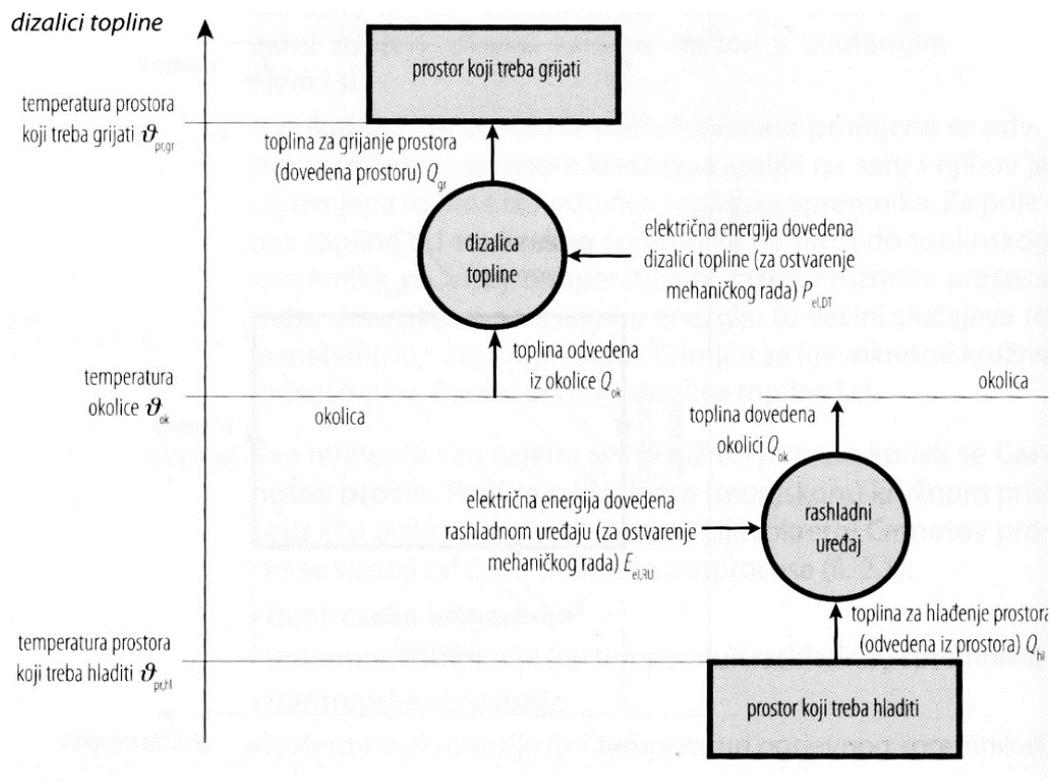 dizalici topline
prostor koji treba grijati
temperatura prostora
koji treba grijati ϑpr,gr
toplina za grijanje prostora
(dovedena prostoru) Qgr
dizalica
topline
električna energija dovedena
dizalici topline (za ostvarenje
mehaničkog rada) Pel,DT
toplina odvedena
iz okolice Qok
temperatura
okolice ϑok
okolica
okolica
toplina dovedena
okolici Qok
električna energija dovedena
rashladnom uređaju (za ostvarenje
mehaničkog rada) Eel,RU
rashladni
uređaj
toplina za hlađenje prostora
(odvedena iz prostora) Qhl
temperatura prostora
koji treba hladiti ϑpr,hl
prostor koji treba hladiti